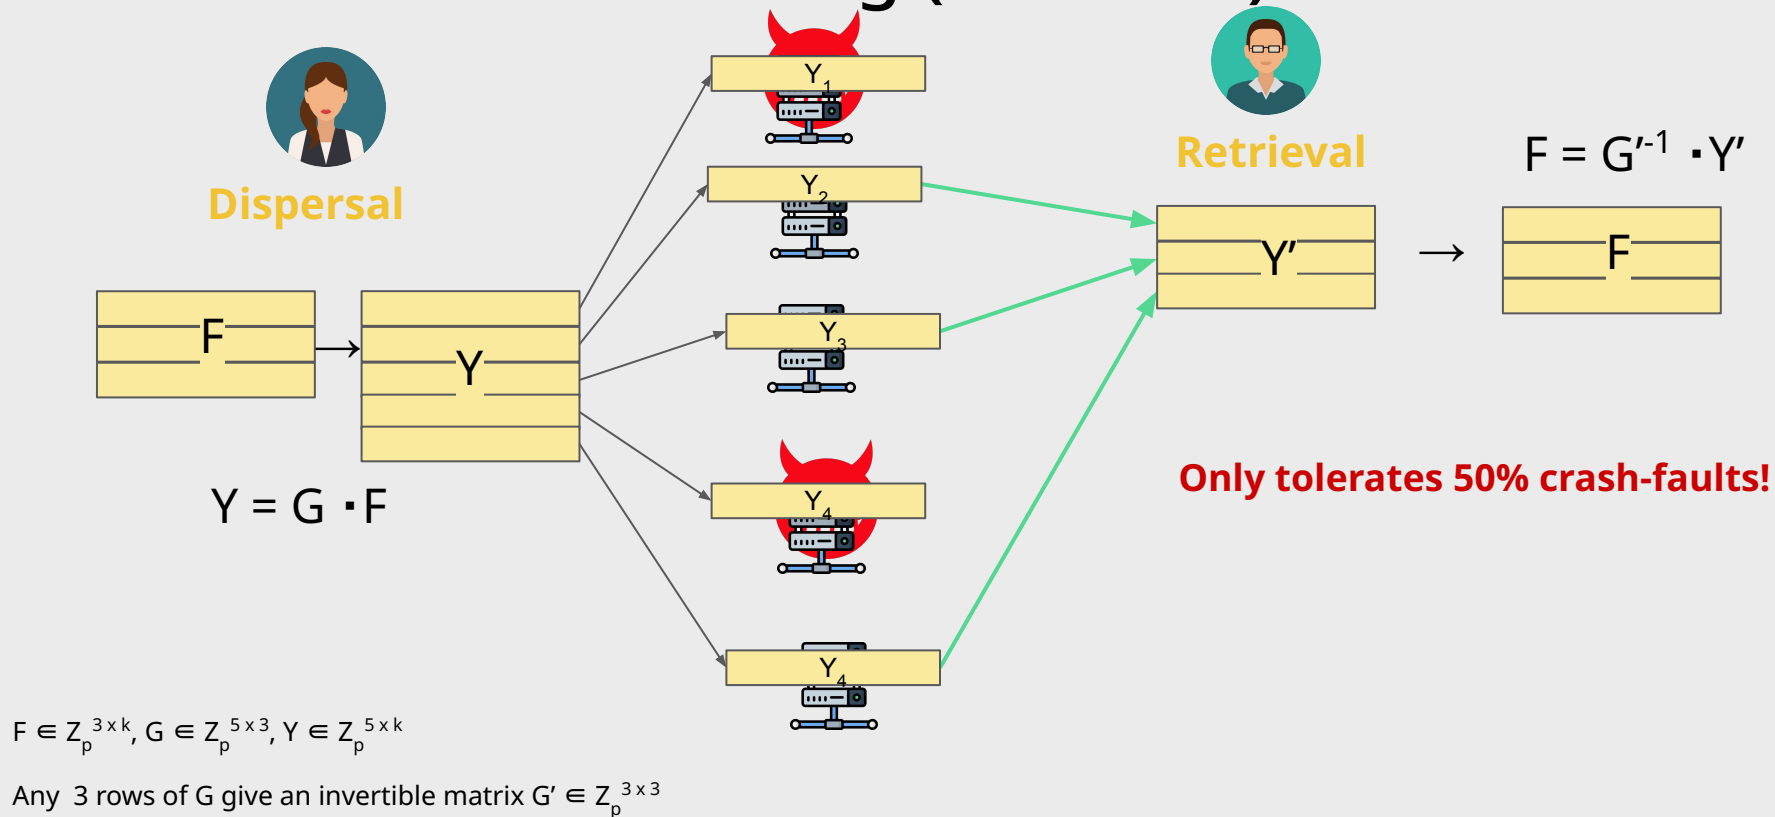 g (
)
Dispersal
F
→
Y
Y = G ⋅F
Y₁
Y₂
Y₃
Y₄
Y₄
Retrieval
Y’
→
F = G’⁻¹ ⋅Y’
F
Only tolerates 50% crash-faults!
F ∈ Zₚ³ ˣ ᵏ, G ∈ Zₚ⁵ ˣ ³, Y ∈ Zₚ⁵ ˣ ᵏ
Any 3 rows of G give an invertible matrix G’ ∈ Zₚ³ ˣ ³